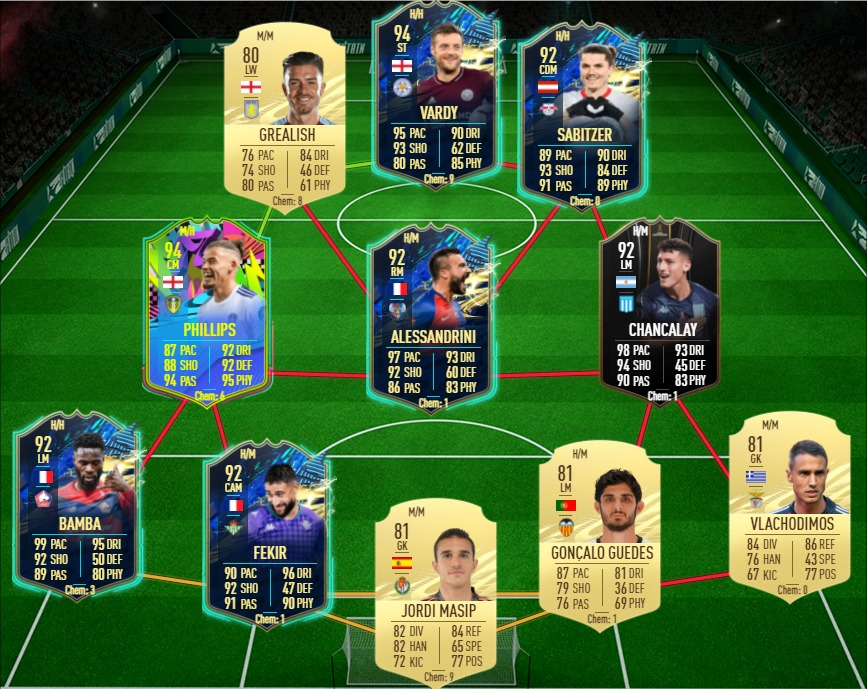 M/M
80
LW
GREALISH
76 PAC 84 DRI
74 SHO 46 DEF
80 PAS 61 PHY
Chem: 8
H/H
94
ST
VARDY
95 PAC 90 DRI
93 SHO 62 DEF
80 PAS 85 PHY
Chem: 9
H/H
92
CDM
SABITZER
89 PAC 90 DRI
93 SHO 84 DEF
91 PAS 89 PHY
Chem: 0
M/H
94
CM
PHILLIPS
87 PAC 92 DRI
88 SHO 92 DEF
94 PAS 95 PHY
Chem: 6
H/M
92
RM
ALESSANDRINI
97 PAC 93 DRI
92 SHO 60 DEF
86 PAS 83 PHY
Chem: 1
H/M
92
LM
CHANCALAY
98 PAC 93 DRI
94 SHO 45 DEF
90 PAS 83 PHY
Chem: 1
H/H
92
LM
BAMBA
99 PAC 95 DRI
92 SHO 50 DEF
89 PAS 80 PHY
Chem: 3
H/M
92
CAM
FEKIR
90 PAC 96 DRI
92 SHO 47 DEF
91 PAS 90 PHY
Chem: 1
M/M
81
GK
JORDI MASIP
82 DIV 84 REF
82 HAN 65 SPE
72 KIC 77 POS
Chem: 9
H/M
81
LM
GONÇALO GUEDES
87 PAC 81 DRI
79 SHO 36 DEF
76 PAS 69 PHY
Chem: 1
M/M
81
GK
VLACHODIMOS
84 DIV 86 REF
76 HAN 43 SPE
67 KIC 77 POS
Chem: 0